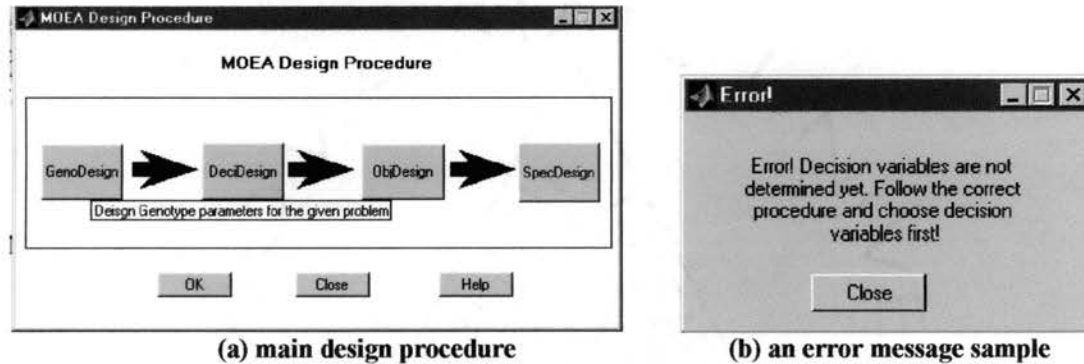 MOEA Design Procedure
MOEA Design Procedure
GenoDesign
DeciDesign
ObjDesign
SpecDesign
Deisgn Genotype parameters for the given problem
OK
Close
Help
(a) main design procedure
Error!
Error! Decision variables are not
determined yet. Follow the correct
procedure and choose decision
variables first!
Close
(b) an error message sample